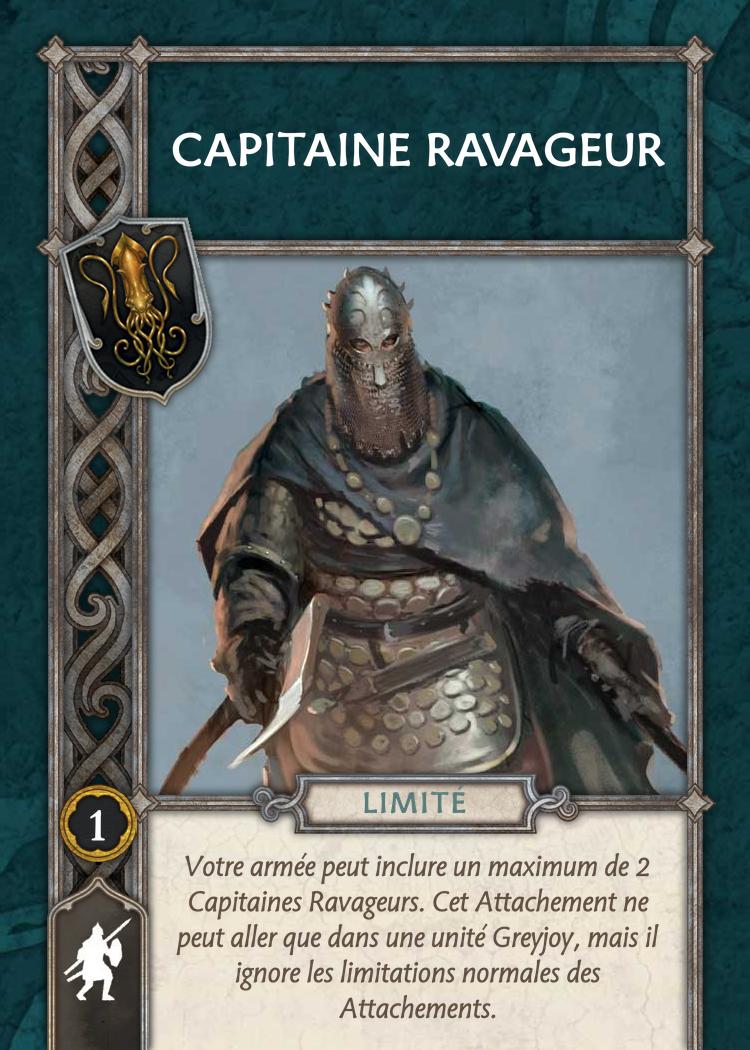 CAPITAINE RAVAGEUR
LIMITÉ
1
Votre armée peut inclure un maximum de 2
Capitaines Ravageurs. Cet Attachement ne
peut aller que dans une unité Greyjoy, mais il
ignore les limitations normales des
Attachements.